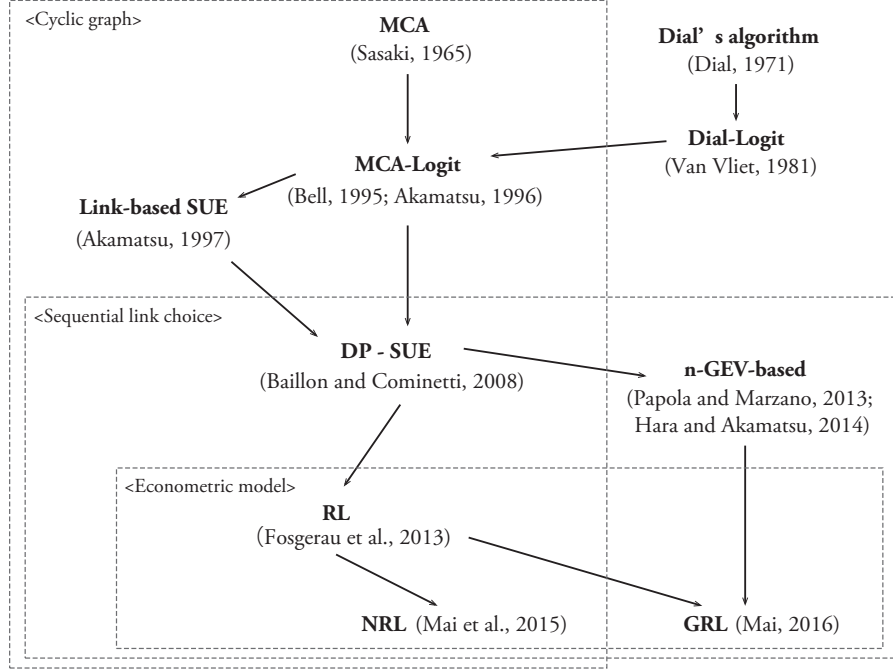 <Cyclic graph>
MCA
(Sasaki, 1965)
Dial’ s algorithm
(Dial, 1971)
Dial-Logit
(Van Vliet, 1981)
MCA-Logit
(Bell, 1995; Akamatsu, 1996)
Link-based SUE
(Akamatsu, 1997)
<Sequential link choice>
DP - SUE
(Baillon and Cominetti, 2008)
n-GEV-based
(Papola and Marzano, 2013;
Hara and Akamatsu, 2014)
<Econometric model>
RL
(Fosgerau et al., 2013)
NRL (Mai et al., 2015)
GRL (Mai, 2016)